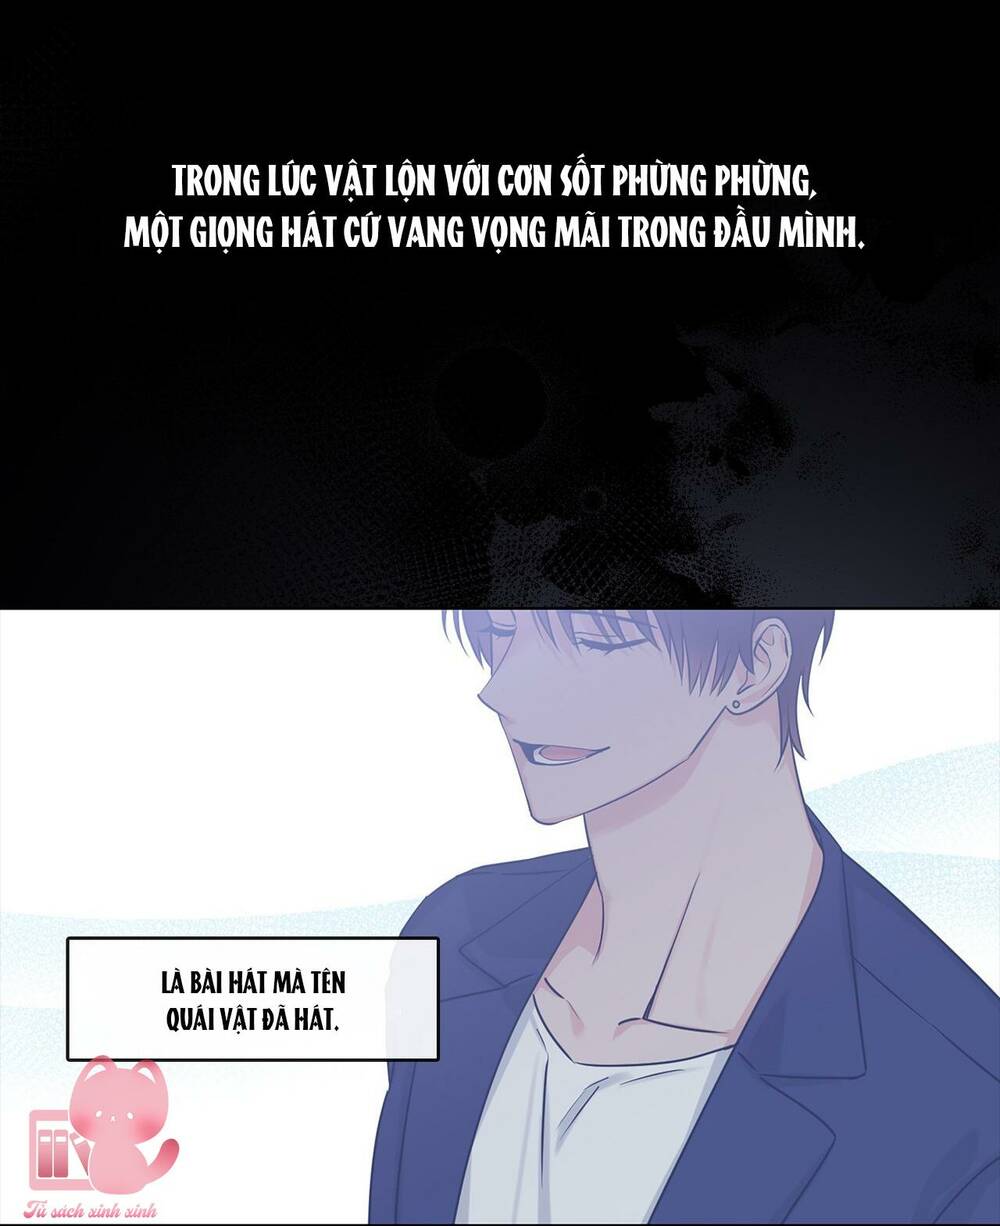 TRONG LÚC VẬT LỘN VỚI CƠN SỐT PHỪNG PHỪNG,
MỘT GIỌNG HÁT CỨ VANG VỌNG MÃI TRONG ĐẦU MÌNH.
LÀ BÀI HÁT MÀ TÊN
QUÁI VẬT ĐÃ HÁT.
Tủ sách xinh xinh